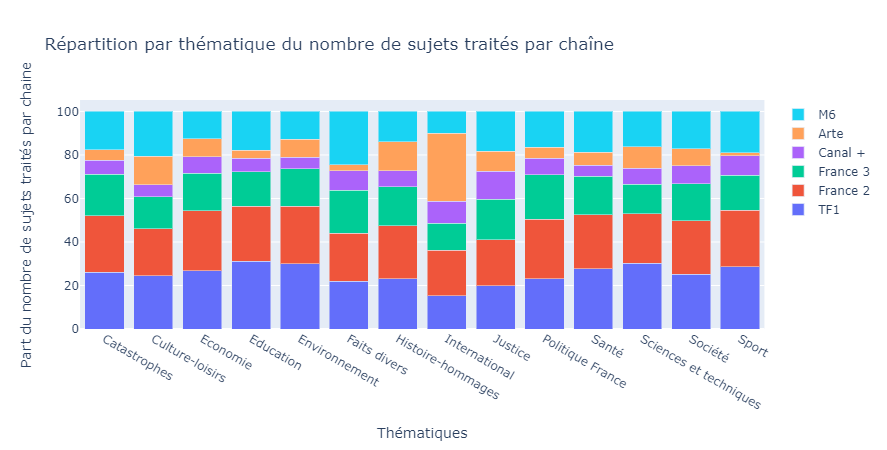 Répartition par thématique du nombre de sujets traités par chaîne
Part du nombre de sujets traités par chaine
100
80
60
40
20
0
Catastrophes
Culture-loisirs
Economie
Education
Environnement
Faits divers
Histoire-hommages
International
Justice
Politique France
Santé
Sciences et techniques
Société
Sport
Thématiques
M6
Arte
Canal +
France 3
France 2
TF1